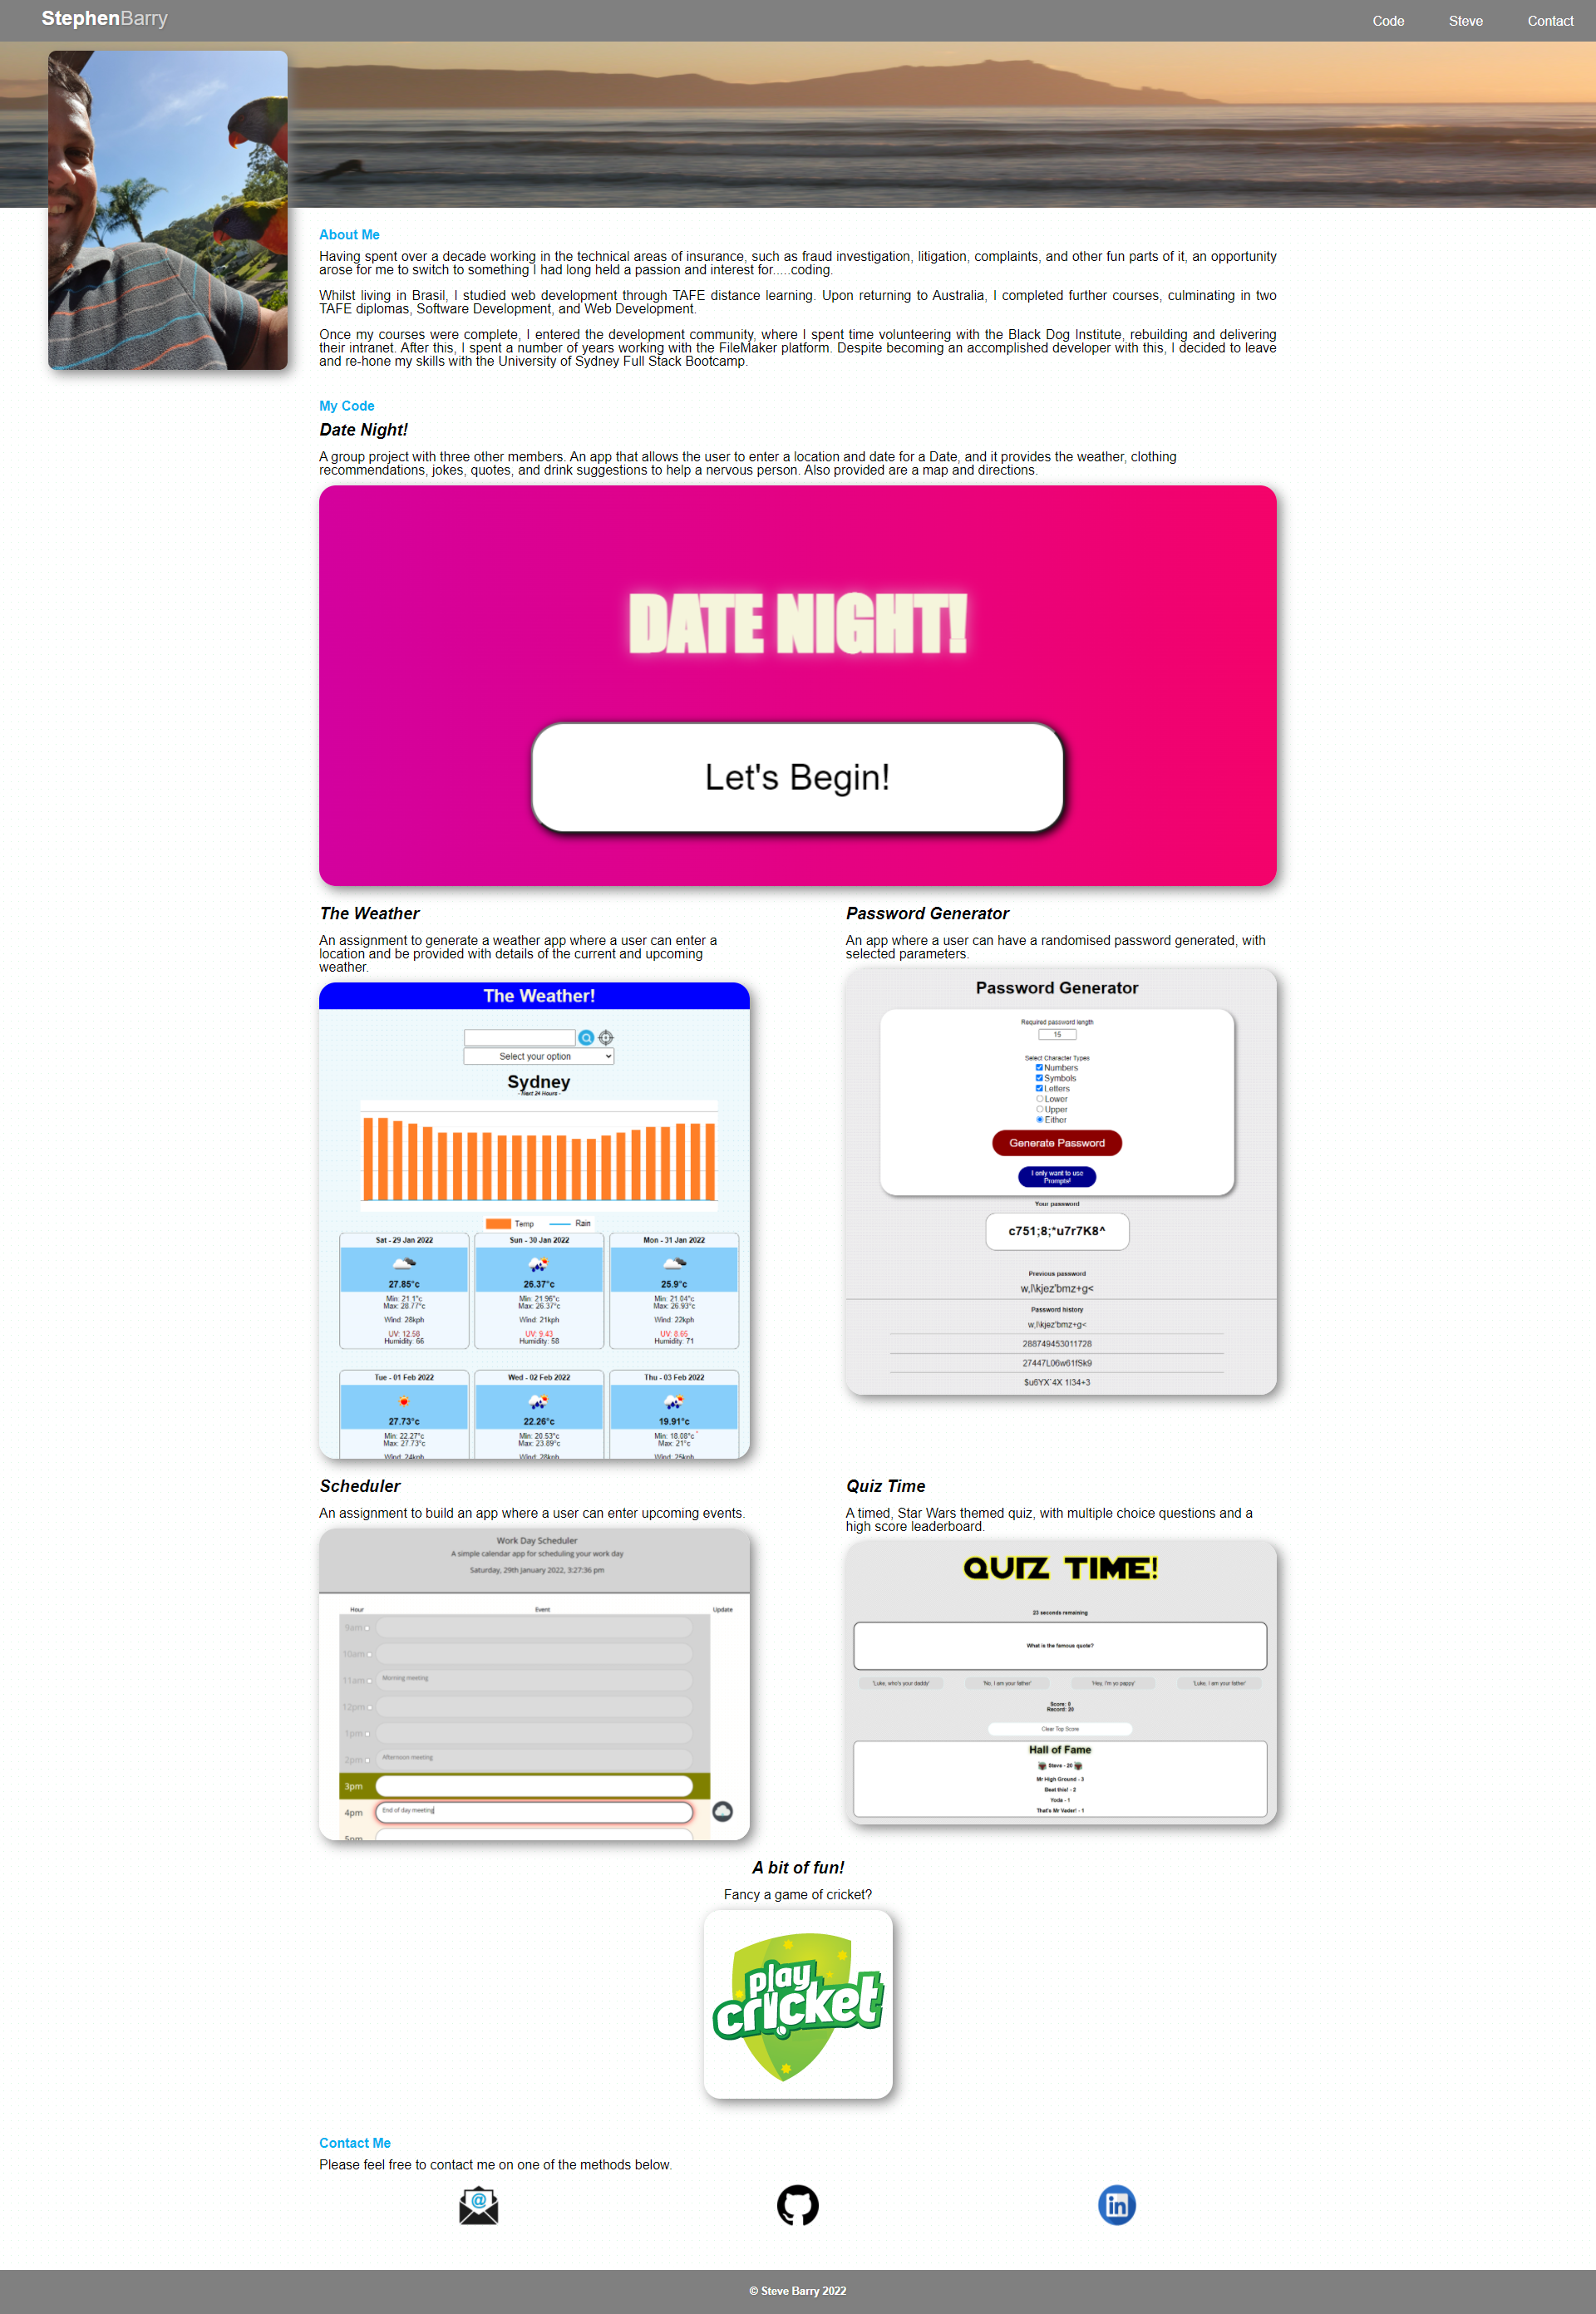 StephenBarry
Code
Steve
Contact
About Me
Having spent over a decade working in the technical areas of insurance, such as fraud investigation, litigation, complaints, and other fun parts of it, an opportunity
arose for me to switch to something I had long held a passion and interest for.....coding.
Whilst living in Brasil, I studied web development through TAFE distance learning. Upon returning to Australia, I completed further courses, culminating in two
TAFE diplomas, Software Development, and Web Development.
Once my courses were complete, I entered the development community, where I spent time volunteering with the Black Dog Institute, rebuilding and delivering
their intranet. After this, I spent a number of years working with the FileMaker platform. Despite becoming an accomplished developer with this, I decided to leave
and re-hone my skills with the University of Sydney Full Stack Bootcamp.
My Code
Date Night!
A group project with three other members. An app that allows the user to enter a location and date for a Date, and it provides the weather, clothing
recommendations, jokes, quotes, and drink suggestions to help a nervous person. Also provided are a map and directions.
DATE NIGHT!
Let's Begin!
The Weather
An assignment to generate a weather app where a user can enter a
location and be provided with details of the current and upcoming
weather.
The Weather!
Select your option
Sydney
- Next 24 Hours -
Temp
Rain
Sat - 29 Jan 2022
27.85°c
Min: 21.1°c
Max: 28.77°c
Wind: 28kph
UV: 12.58
Humidity: 66
Sun - 30 Jan 2022
26.37°c
Min: 21.96°c
Max: 26.37°c
Wind: 21kph
UV: 9.43
Humidity: 58
Mon - 31 Jan 2022
25.9°c
Min: 21.04°c
Max: 26.93°c
Wind: 22kph
UV: 8.66
Humidity: 71
Tue - 01 Feb 2022
27.73°c
Min: 22.27°c
Max: 27.73°c
Wind: 24kph
Wed - 02 Feb 2022
22.26°c
Min: 20.53°c
Max: 23.89°c
Wind: 28kph
Thu - 03 Feb 2022
19.91°c
Min: 18.08°c
Max: 21°c
Wind: 25kph
Password Generator
An app where a user can have a randomised password generated, with
selected parameters.
Password Generator
Required password length
15
Select Character Types
Numbers
Symbols
Letters
Lower
Upper
Either
Generate Password
I only want to use
Prompts!
Your password
c751;8;*u7r7K8^
Previous password
w,l\kjez'bmz+g<
Password history
w,l\kjez'bmz+g<
288749453011728
27447L06w61fSk9
Scheduler
An assignment to build an app where a user can enter upcoming events.
Work Day Scheduler
A simple calendar app for scheduling your work day
Saturday, 29th January 2022, 3:27:36 pm
Hour
Event
Update
9am
10am
11am
Morning meeting
12pm
1pm
2pm
Afternoon meeting
3pm
4pm
End of day meeting
5pm
Quiz Time
A timed, Star Wars themed quiz, with multiple choice questions and a
high score leaderboard.
QUIZ TIME!
23 seconds remaining
What is the famous quote?
'Luke, who's your daddy'
'No, I am your father'
'Hey, I'm yo pappy'
'Luke, I am your father'
Score: 0
Record: 20
Clear Top Score
Hall of Fame
Steve - 20
Mr High Ground - 3
Beat this! - 2
Yoda - 1
That's Mr Vader! - 1
A bit of fun!
Fancy a game of cricket?
play
cricket
Contact Me
Please feel free to contact me on one of the methods below.
@
in
© Steve Barry 2022